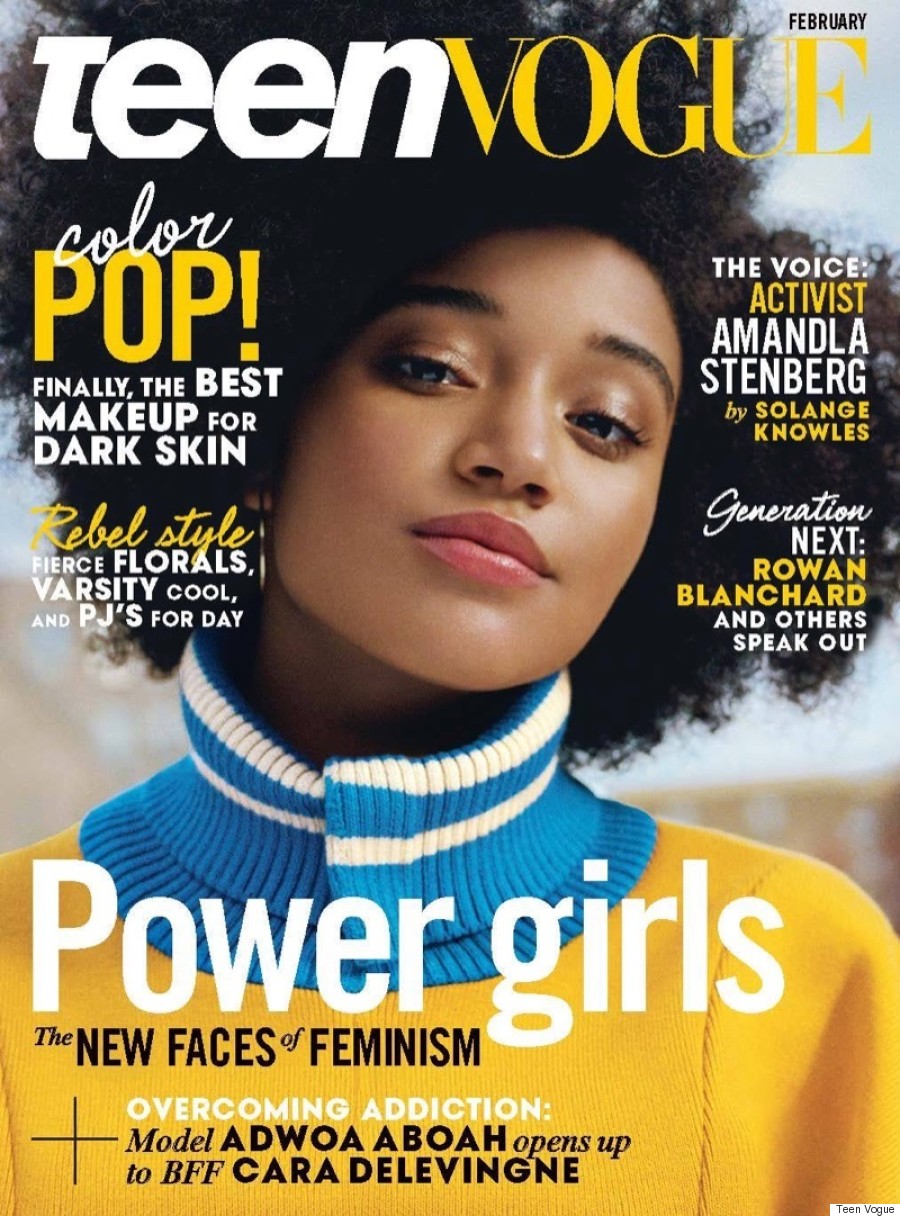 FEBRUARY
teenVOGUE
color
POP!
FINALLY, THE BEST
MAKEUP FOR
DARK SKIN
Rebel style
FIERCE FLORALS,
VARSITY COOL,
AND PJ'S FOR DAY
THE VOICE:
ACTIVIST
AMANDLA
STENBERG
by SOLANGE
KNOWLES
Generation
NEXT:
ROWAN
BLANCHARD
AND OTHERS
SPEAK OUT
Power girls
The NEW FACES of FEMINISM
OVERCOMING ADDICTION:
Model ADWOA ABOAH opens up
to BFF CARA DELEVINGNE
Teen Vogue